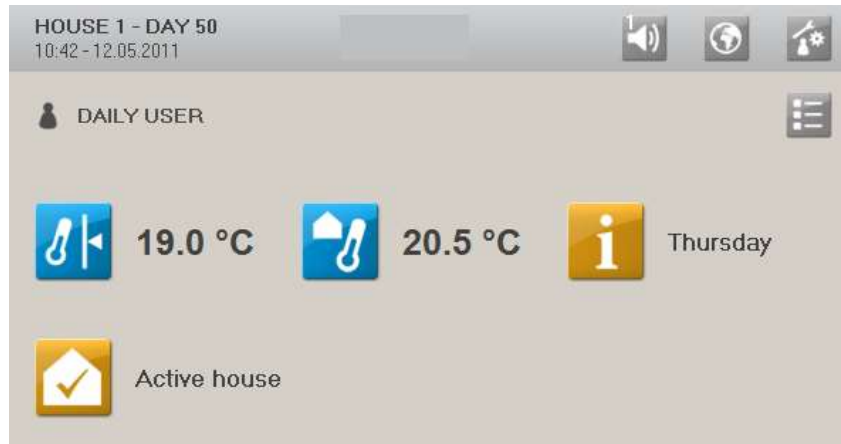 HOUSE 1 - DAY 50
10:42 - 12.05.2011
1
DAILY USER
19.0 °C
20.5 °C
i
Thursday
Active house